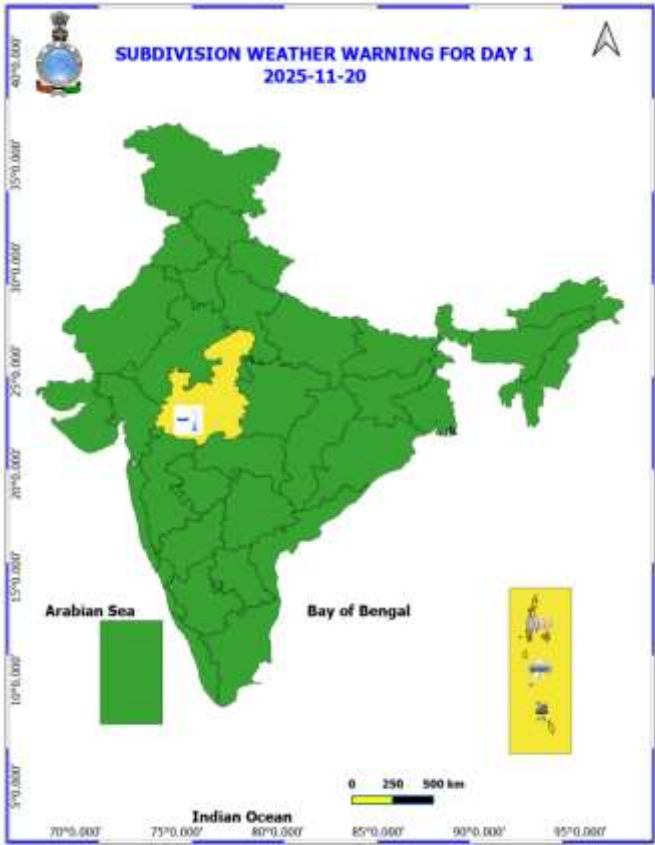 SUBDIVISION WEATHER WARNING FOR DAY 1
2025-11-20
40°0.000'
35°0.000'
30°0.000'
25°0.000'
20°0.000'
15°0.000'
10°0.000'
5°0.000'
Arabian Sea
Bay of Bengal
0 250 500 km
Indian Ocean
70°0.000' 75°0.000' 80°0.000' 85°0.000' 90°0.000' 95°0.000'